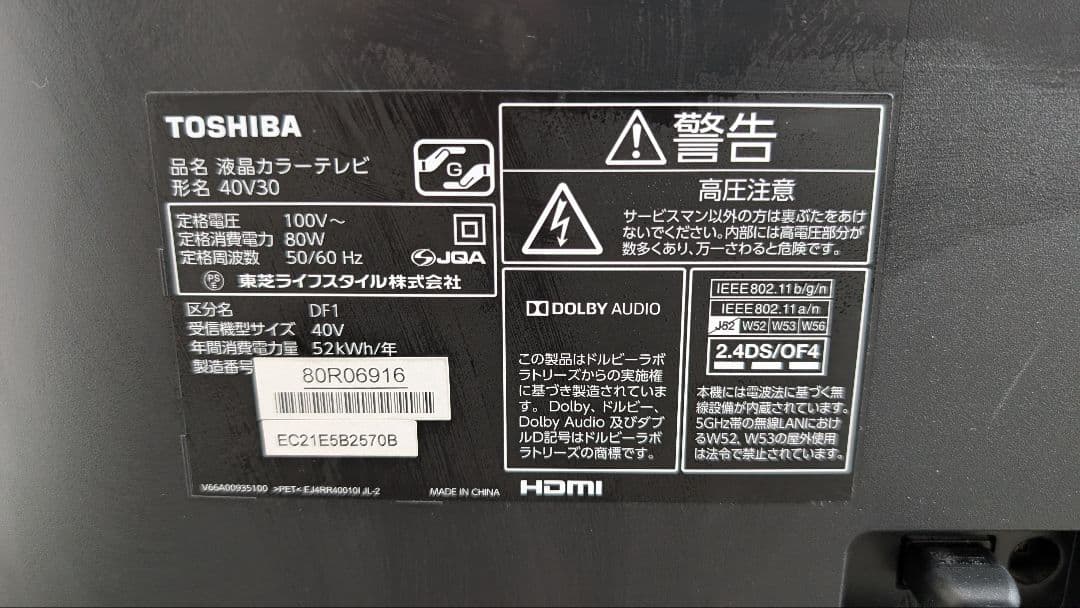 TOSHIBA
品名 液晶カラーテレビ
形名 40V30
G
定格電圧 100V～
定格消費電力 80W
定格周波数 50/60 Hz
JQA
PSE 東芝ライフスタイル株式会社
区分名 DF1
受信機型サイズ 40V
年間消費電力量 52kWh/年
製造番号
80R06916
EC21E5B2570B
V66A00935100 >PET< EJ4RR40010I JL-2
MADE IN CHINA
警告
高圧注意
サービスマン以外の方は裏ぶたをあけ
ないでください。内部には高電圧部分が
数多くあり、万一さわると危険です。
DOLBY AUDIO
この製品はドルビーラボ
ラトリーズからの実施権
に基づき製造されていま
す。 Dolby、ドルビー、
Dolby Audio 及びダブ
ルD記号はドルビーラボ
ラトリーズの商標です。
HDMI
IEEE802.11b/g/n
IEEE802.11a/n
J52 W52 W53 W56
2.4DS/OF4
本機には電波法に基づく無
線設備が内蔵されています。
5GHz帯の無線LANにおけ
るW52、W53の屋外使用
は法令で禁止されています。